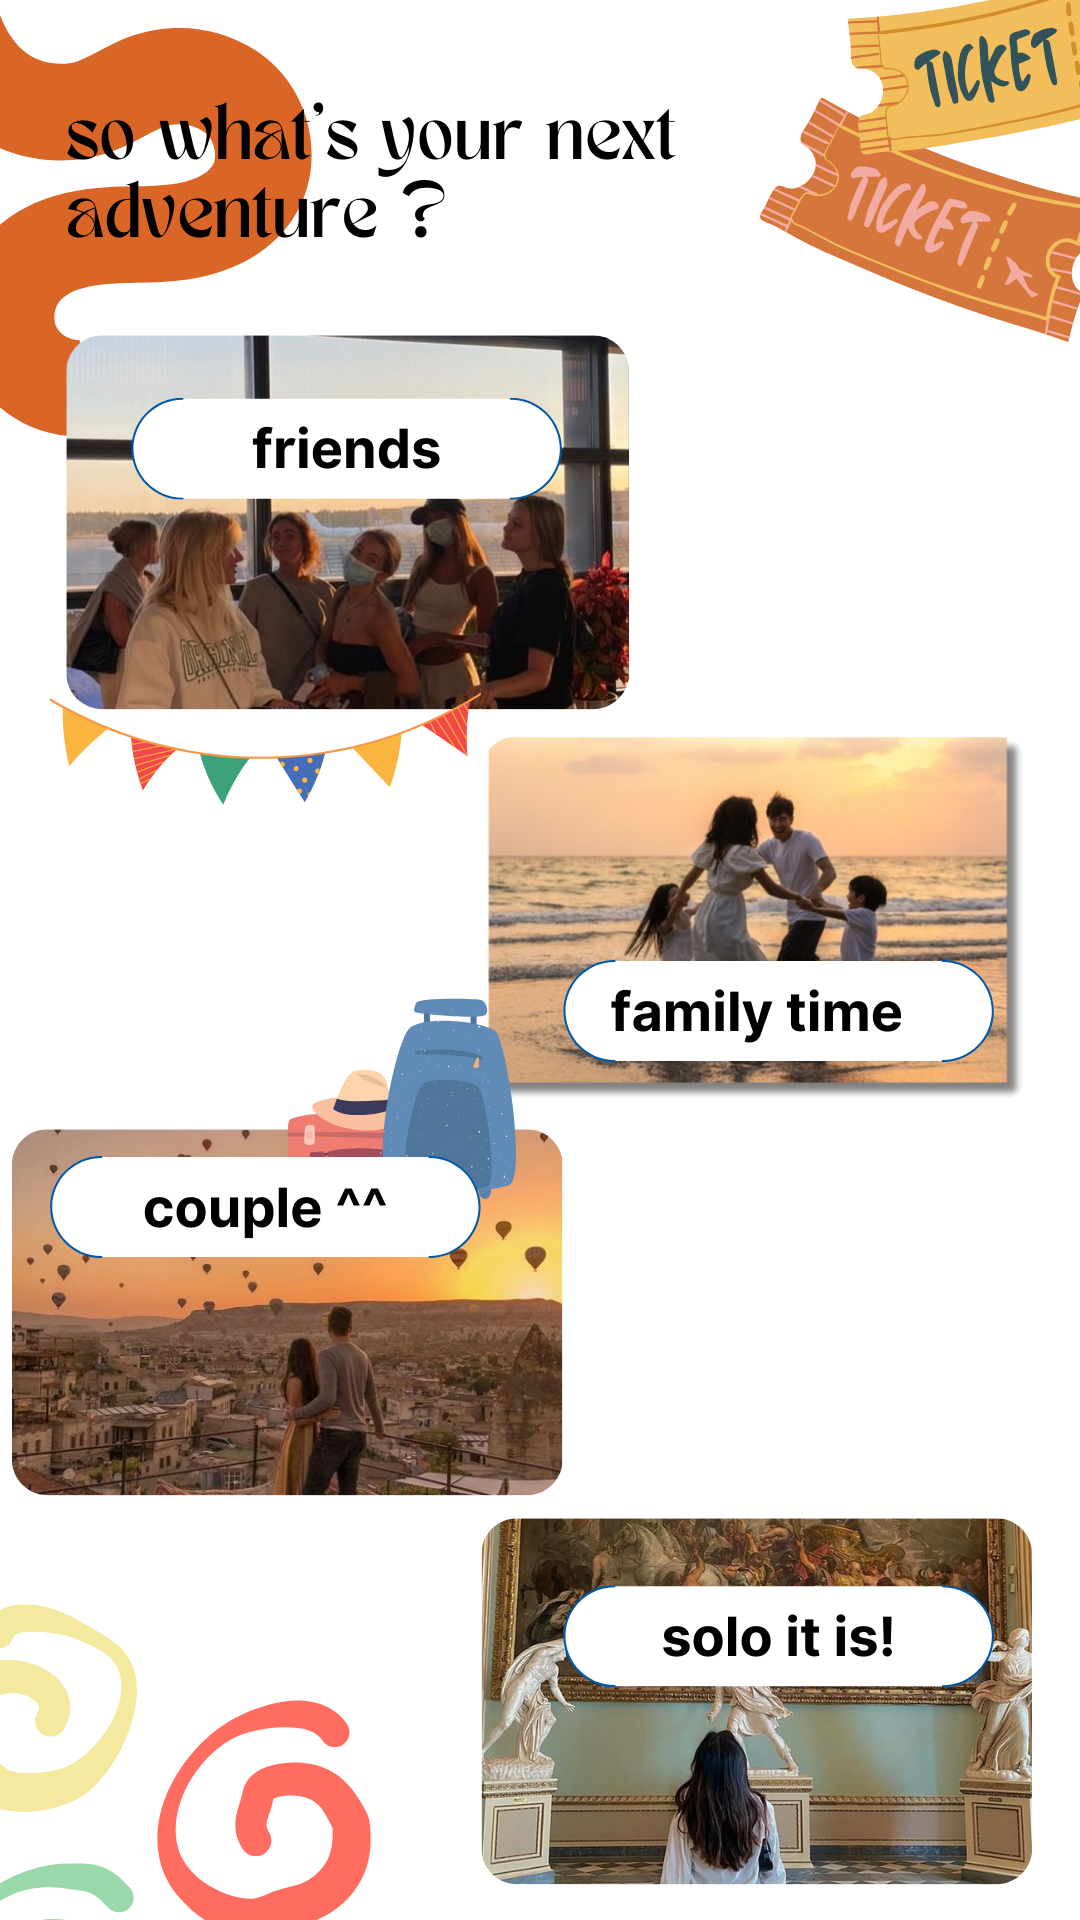 so what's your next
adventure ?
TICKET
TICKET
friends
ORIGINAL
family time
couple ^^
solo it is!